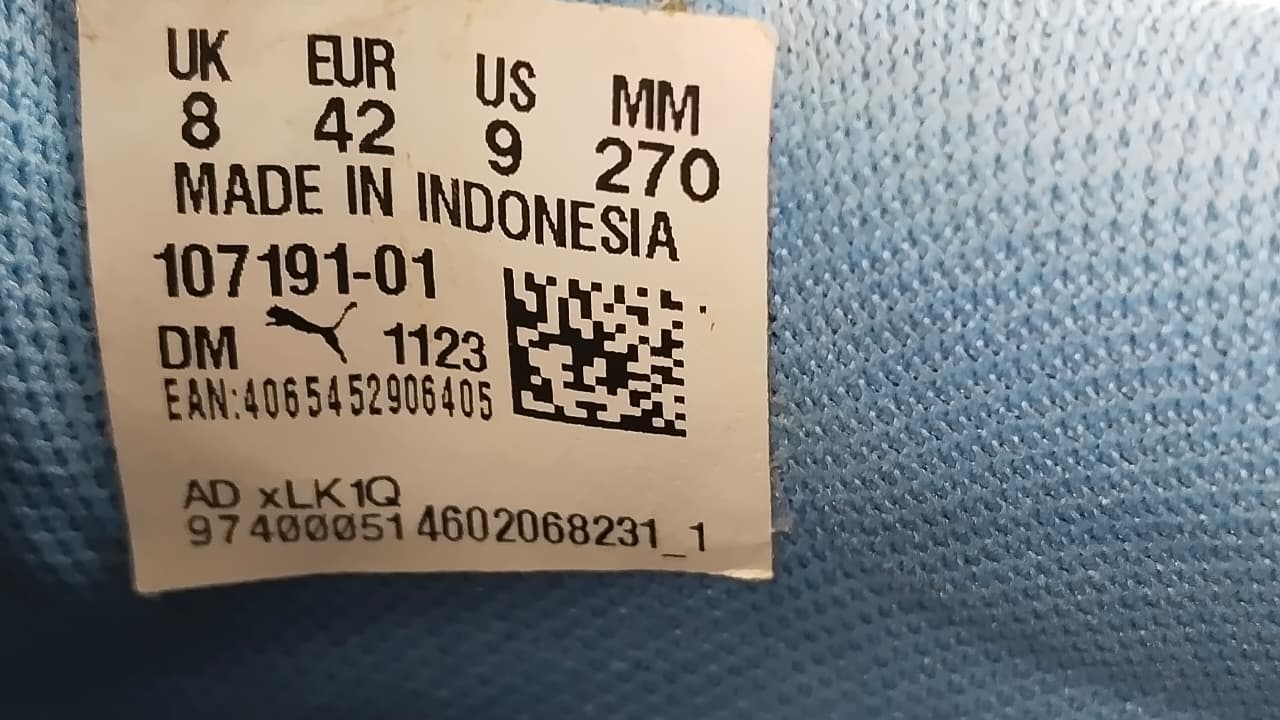 UK EUR US MM
8 42 9 270
MADE IN INDONESIA
107191-01
DM 1123
EAN:4065452906405
AD xLK1Q
974000514602068231_1